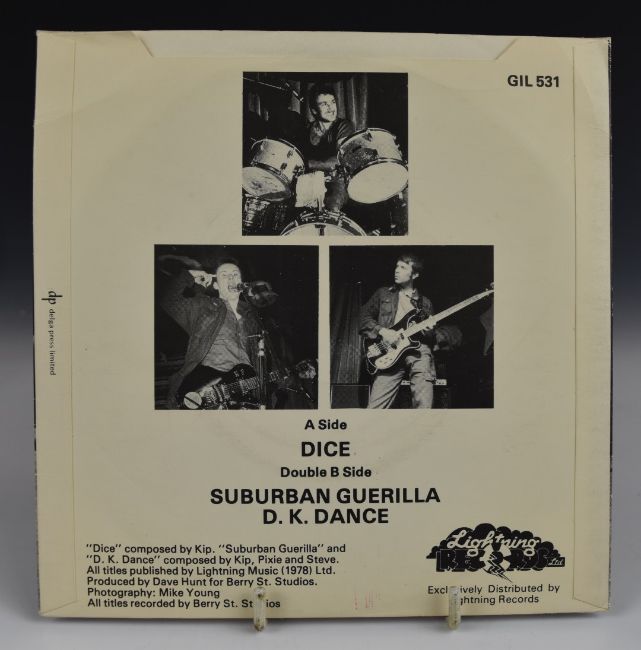 GIL 531
dp delga press limited
A Side
DICE
Double B Side
SUBURBAN GUERILLA
D. K. DANCE
"Dice" composed by Kip. "Suburban Guerilla" and
"D. K. Dance" composed by Kip, Pixie and Steve.
All titles published by Lightning Music (1978) Ltd.
Produced by Dave Hunt for Berry St. Studios.
Photography: Mike Young
All titles recorded by Berry St. Studios
Lightning
RECORDS Ltd
Exclusively Distributed by
Lightning Records